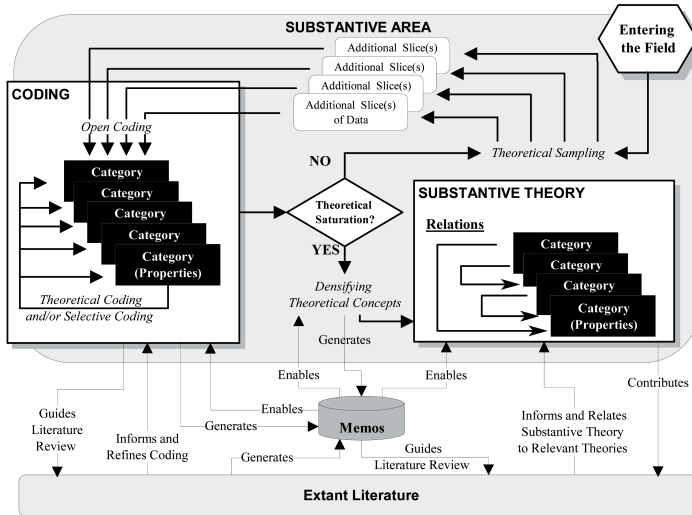 SUBSTANTIVE AREA
Entering
the Field
Additional Slice(s)
Additional Slice(s)
Additional Slice(s)
Additional Slice(s)
of Data
CODING
Open Coding
Category
Category
Category
Category
Category
(Properties)
Theoretical Coding
and/or Selective Coding
NO
Theoretical Sampling
Theoretical
Saturation?
YES
Densifying
Theoretical Concepts
SUBSTANTIVE THEORY
Relations
Category
Category
Category
Category
(Properties)
Generates
Enables
Enables
Contributes
Enables
Generates
Memos
Guides
Literature
Review
Informs and
Refines Coding
Generates
Guides
Literature Review
Informs and Relates
Substantive Theory
to Relevant Theories
Extant Literature